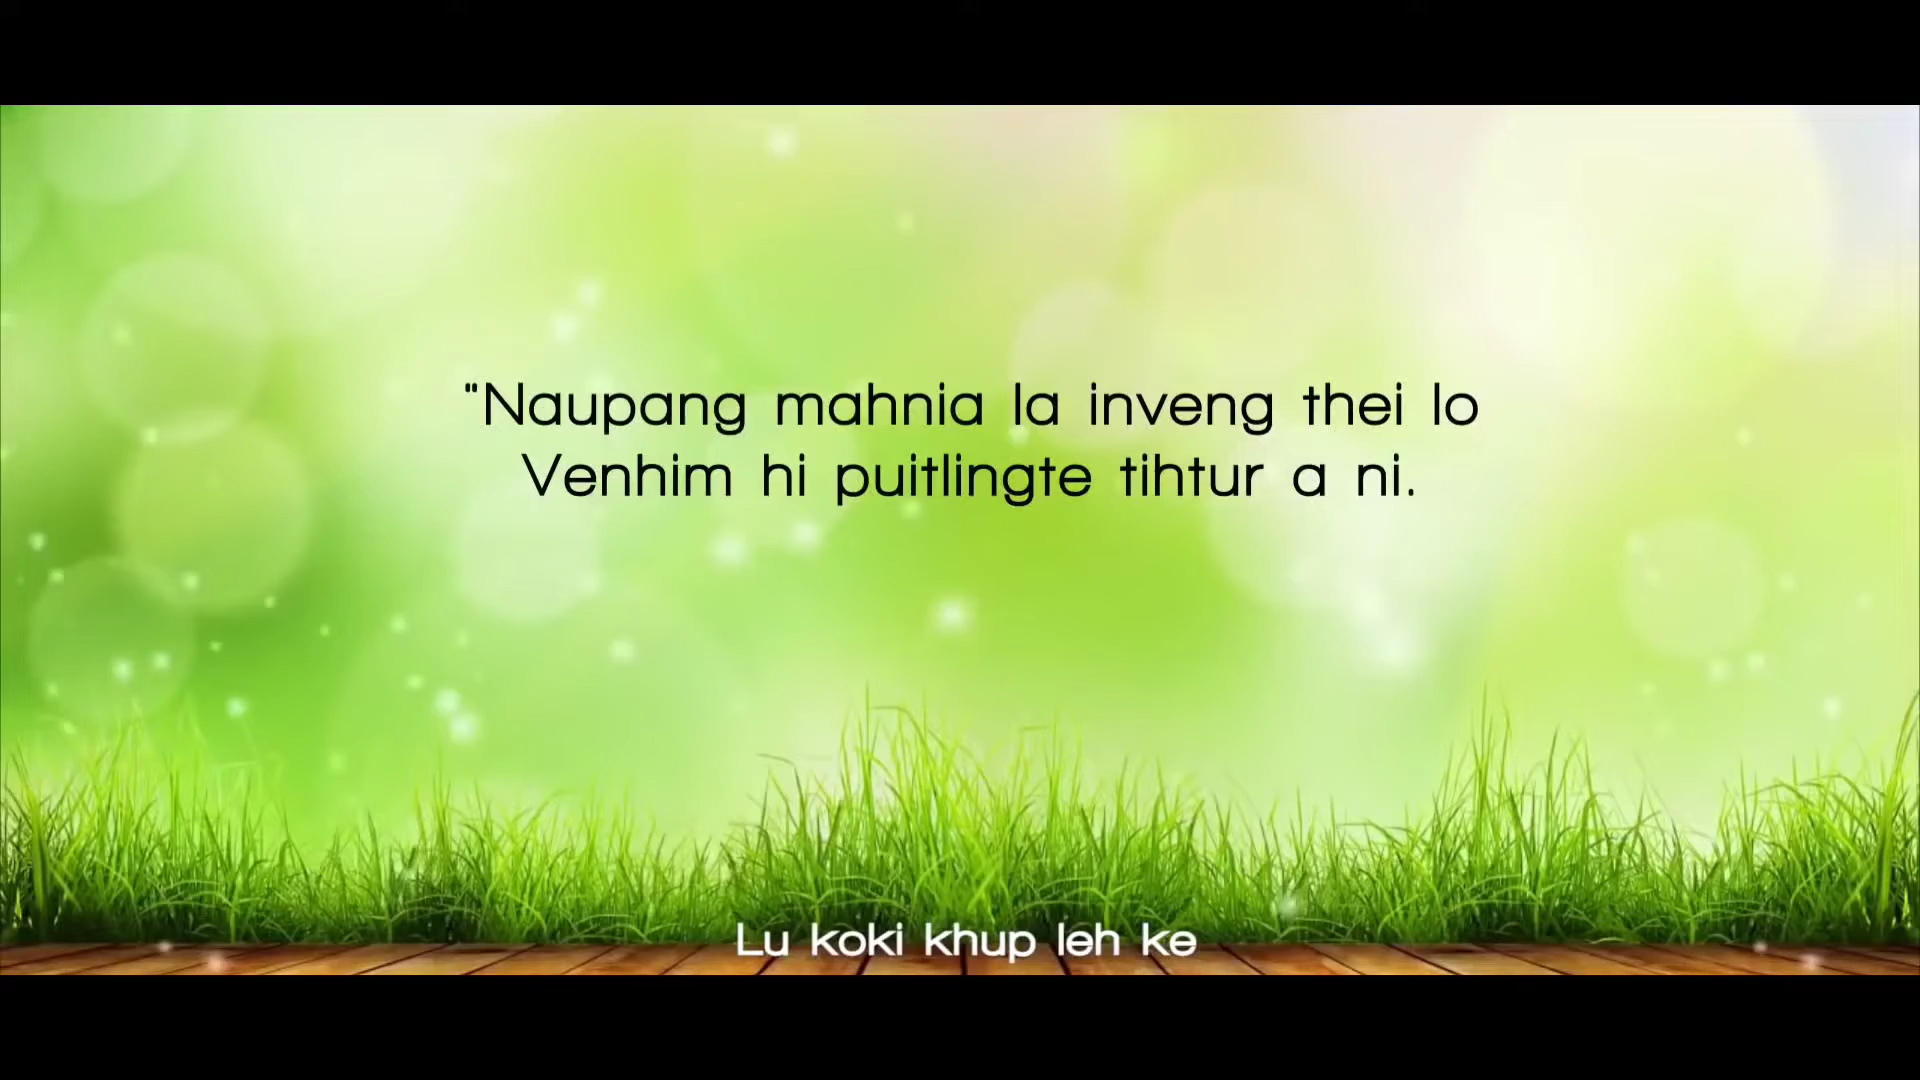 "Naupang mahnia la inveng thei lo
Venhim hi puitlingte tihtur a ni.
Lu koki khup leh ke